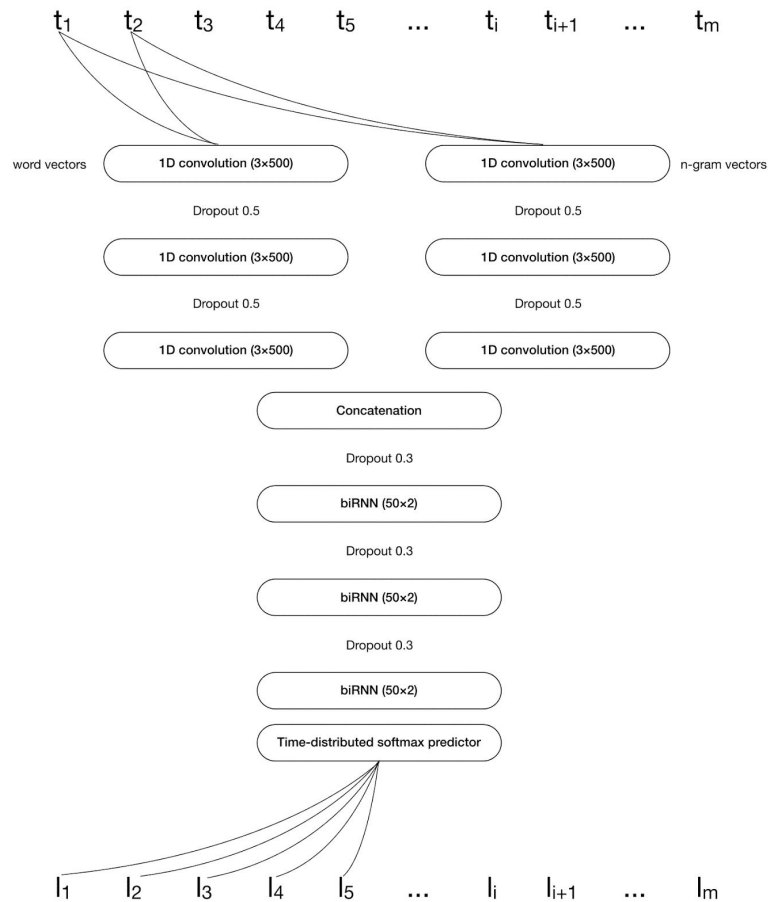 t1 t2 t3 t4 t5 ... ti ti+1 ... tm
word vectors 1D convolution (3×500) 1D convolution (3×500) n-gram vectors
Dropout 0.5 Dropout 0.5
1D convolution (3×500) 1D convolution (3×500)
Dropout 0.5 Dropout 0.5
1D convolution (3×500) 1D convolution (3×500)
Concatenation
Dropout 0.3
biRNN (50×2)
Dropout 0.3
biRNN (50×2)
Dropout 0.3
biRNN (50×2)
Time-distributed softmax predictor
l1 l2 l3 l4 l5 ... li li+1 ... lm